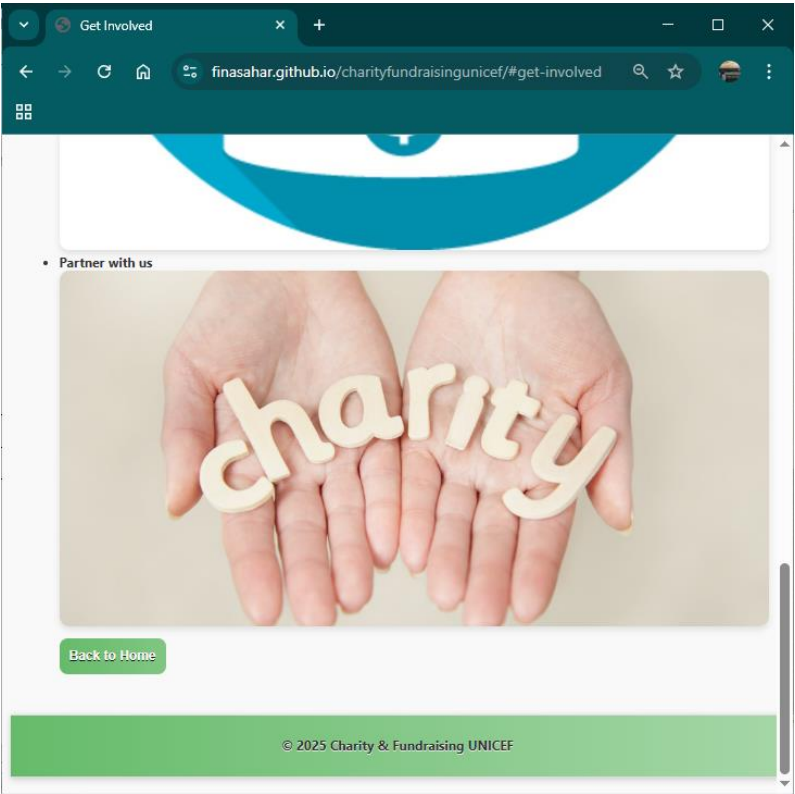 Get Involved
finasahar.github.io/charityfundraisingunicef/#get-involved
Partner with us
charity
Back to Home
© 2025 Charity & Fundraising UNICEF